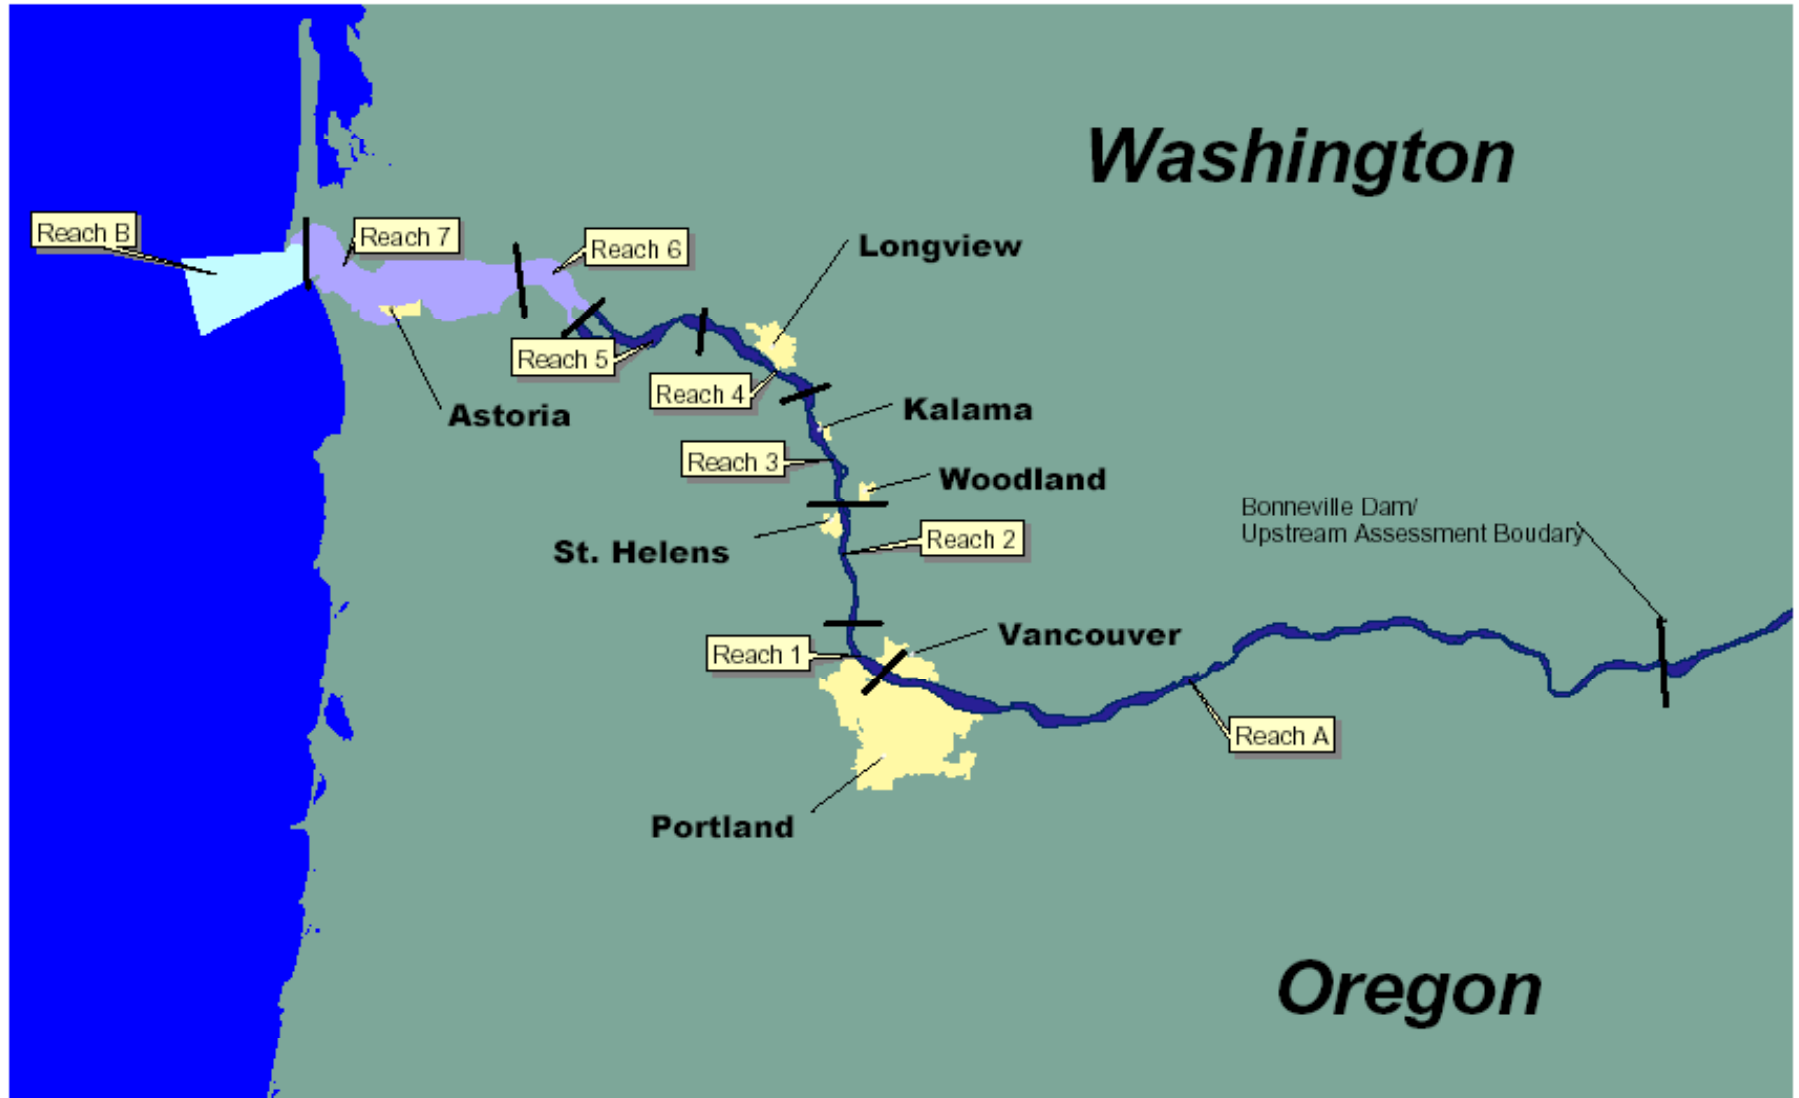 Washington
Reach B
Reach 7
Reach 6
Longview
Reach 5
Reach 4
Astoria
Kalama
Reach 3
Woodland
Bonneville Dam/
Upstream Assessment Boudary
St. Helens
Reach 2
Vancouver
Reach 1
Reach A
Portland
Oregon